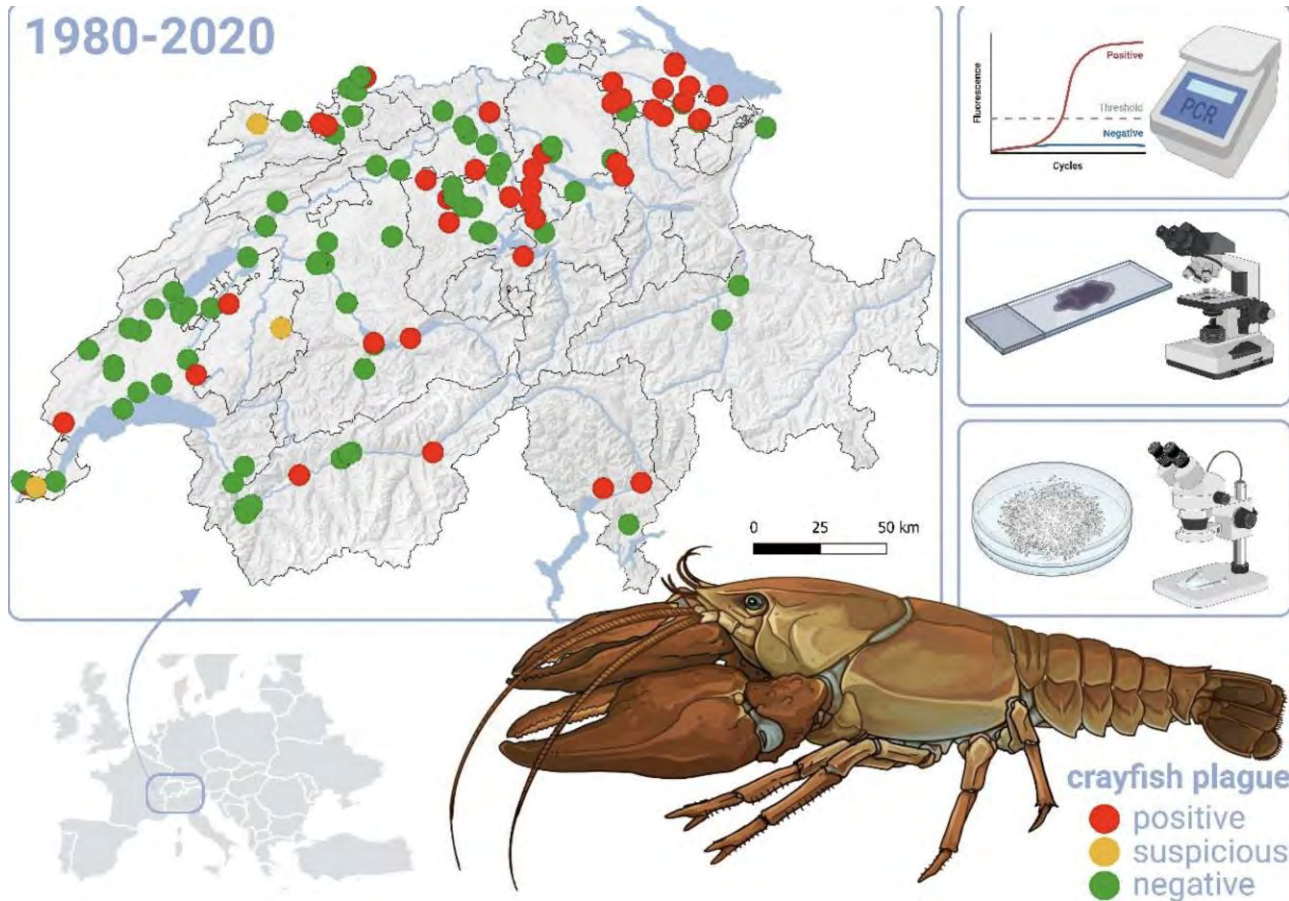 1980-2020
0 25 50 km
Fluorescence
Positive
Threshold
Negative
Cycles
PCR
crayfish plague
positive
suspicious
negative